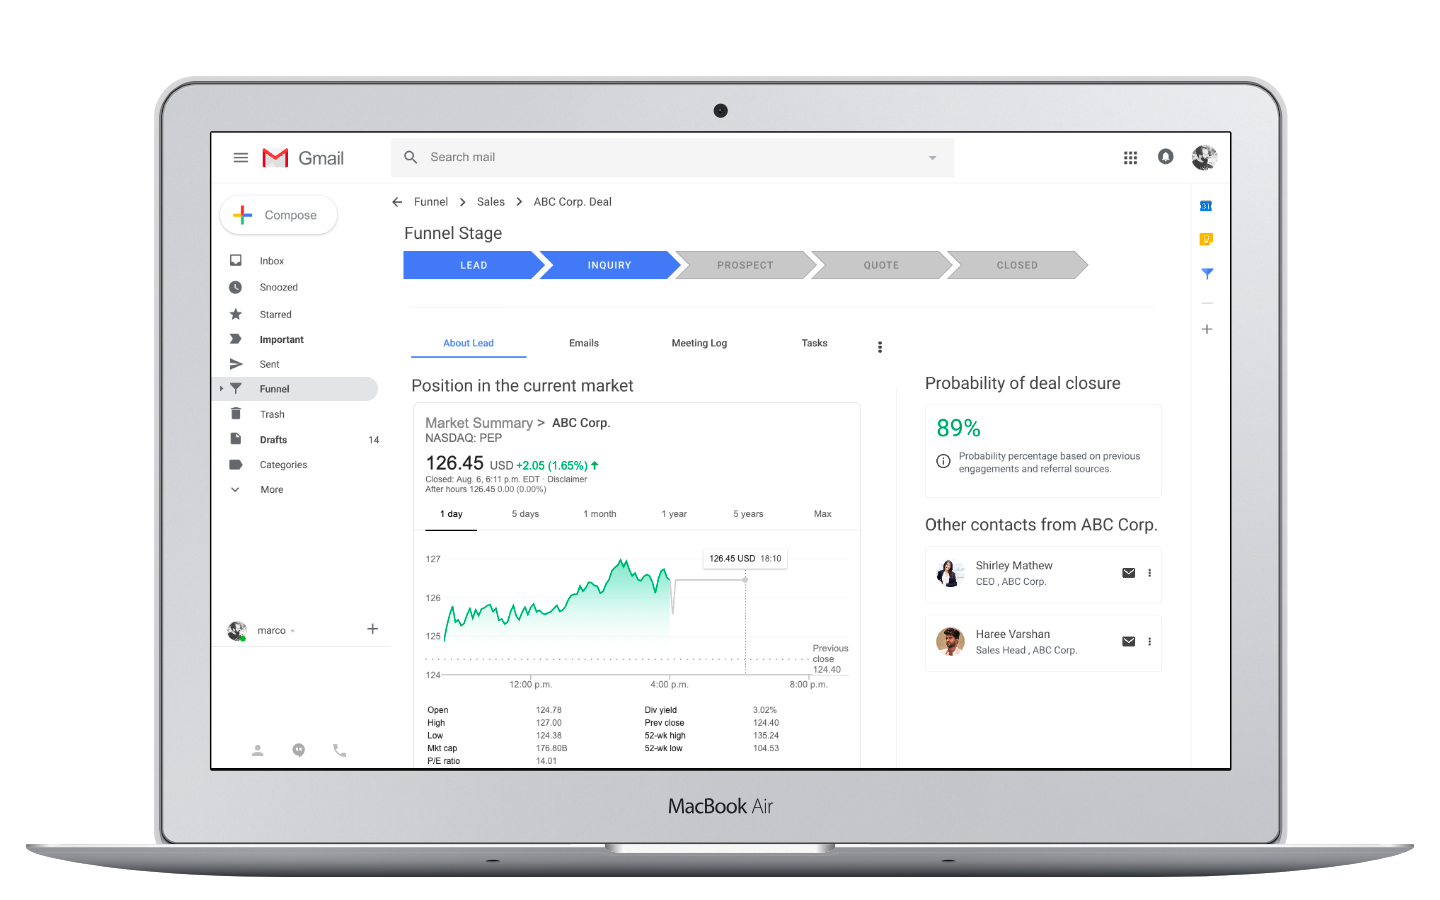 Gmail
Search mail
Compose
Inbox
Snoozed
Starred
Important
Sent
Funnel
Trash
Drafts 14
Categories
More
marco
Funnel > Sales > ABC Corp. Deal
Funnel Stage
LEAD INQUIRY PROSPECT QUOTE CLOSED
About Lead Emails Meeting Log Tasks
Position in the current market
Market Summary > ABC Corp.
NASDAQ: PEP
126.45 USD +2.05 (1.65%)
Closed: Aug. 6, 6:11 p.m. EDT · Disclaimer
After hours 126.45 0.00 (0.00%)
1 day 5 days 1 month 1 year 5 years Max
126.45 USD 18:10
127
126
125
124
Previous
close
124.40
12:00 p.m. 4:00 p.m. 8:00 p.m.
Open 124.78 Div yield 3.02%
High 127.00 Prev close 124.40
Low 124.38 52-wk high 135.24
Mkt cap 176.80B 52-wk low 104.53
P/E ratio 14.01
Probability of deal closure
89%
Probability percentage based on previous
engagements and referral sources.
Other contacts from ABC Corp.
Shirley Mathew
CEO , ABC Corp.
Haree Varshan
Sales Head , ABC Corp.
31
MacBook Air